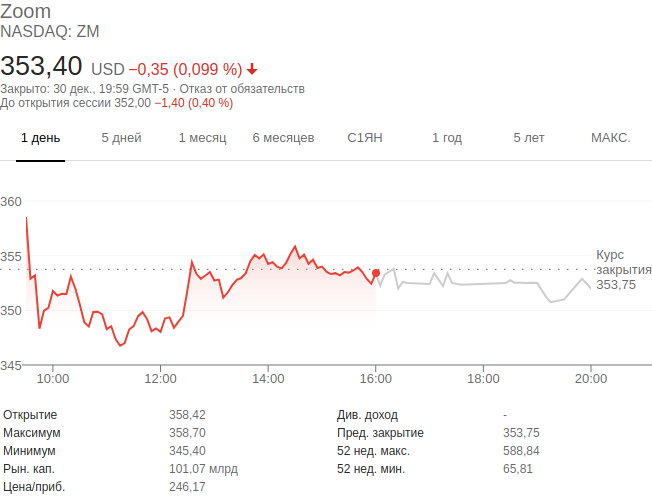 Zoom
NASDAQ: ZM
353,40 USD −0,35 (0,099 %)
Закрыто: 30 дек., 19:59 GMT-5 · Отказ от обязательств
До открытия сессии 352,00 −1,40 (0,40 %)
1 день 5 дней 1 месяц 6 месяцев С1ЯН 1 год 5 лет МАКС.
360
355
350
345
Курс
закрытия
353,75
10:00 12:00 14:00 16:00 18:00 20:00
Открытие 358,42 Див. доход -
Максимум 358,70 Пред. закрытие 353,75
Минимум 345,40 52 нед. макс. 588,84
Рын. кап. 101,07 млрд 52 нед. мин. 65,81
Цена/приб. 246,17